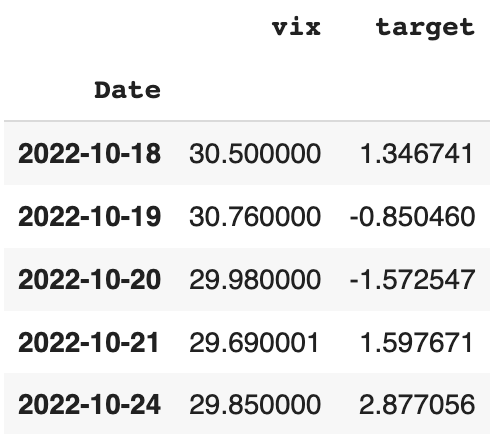 vix target
Date
2022-10-18 30.500000 1.346741
2022-10-19 30.760000 -0.850460
2022-10-20 29.980000 -1.572547
2022-10-21 29.690001 1.597671
2022-10-24 29.850000 2.877056